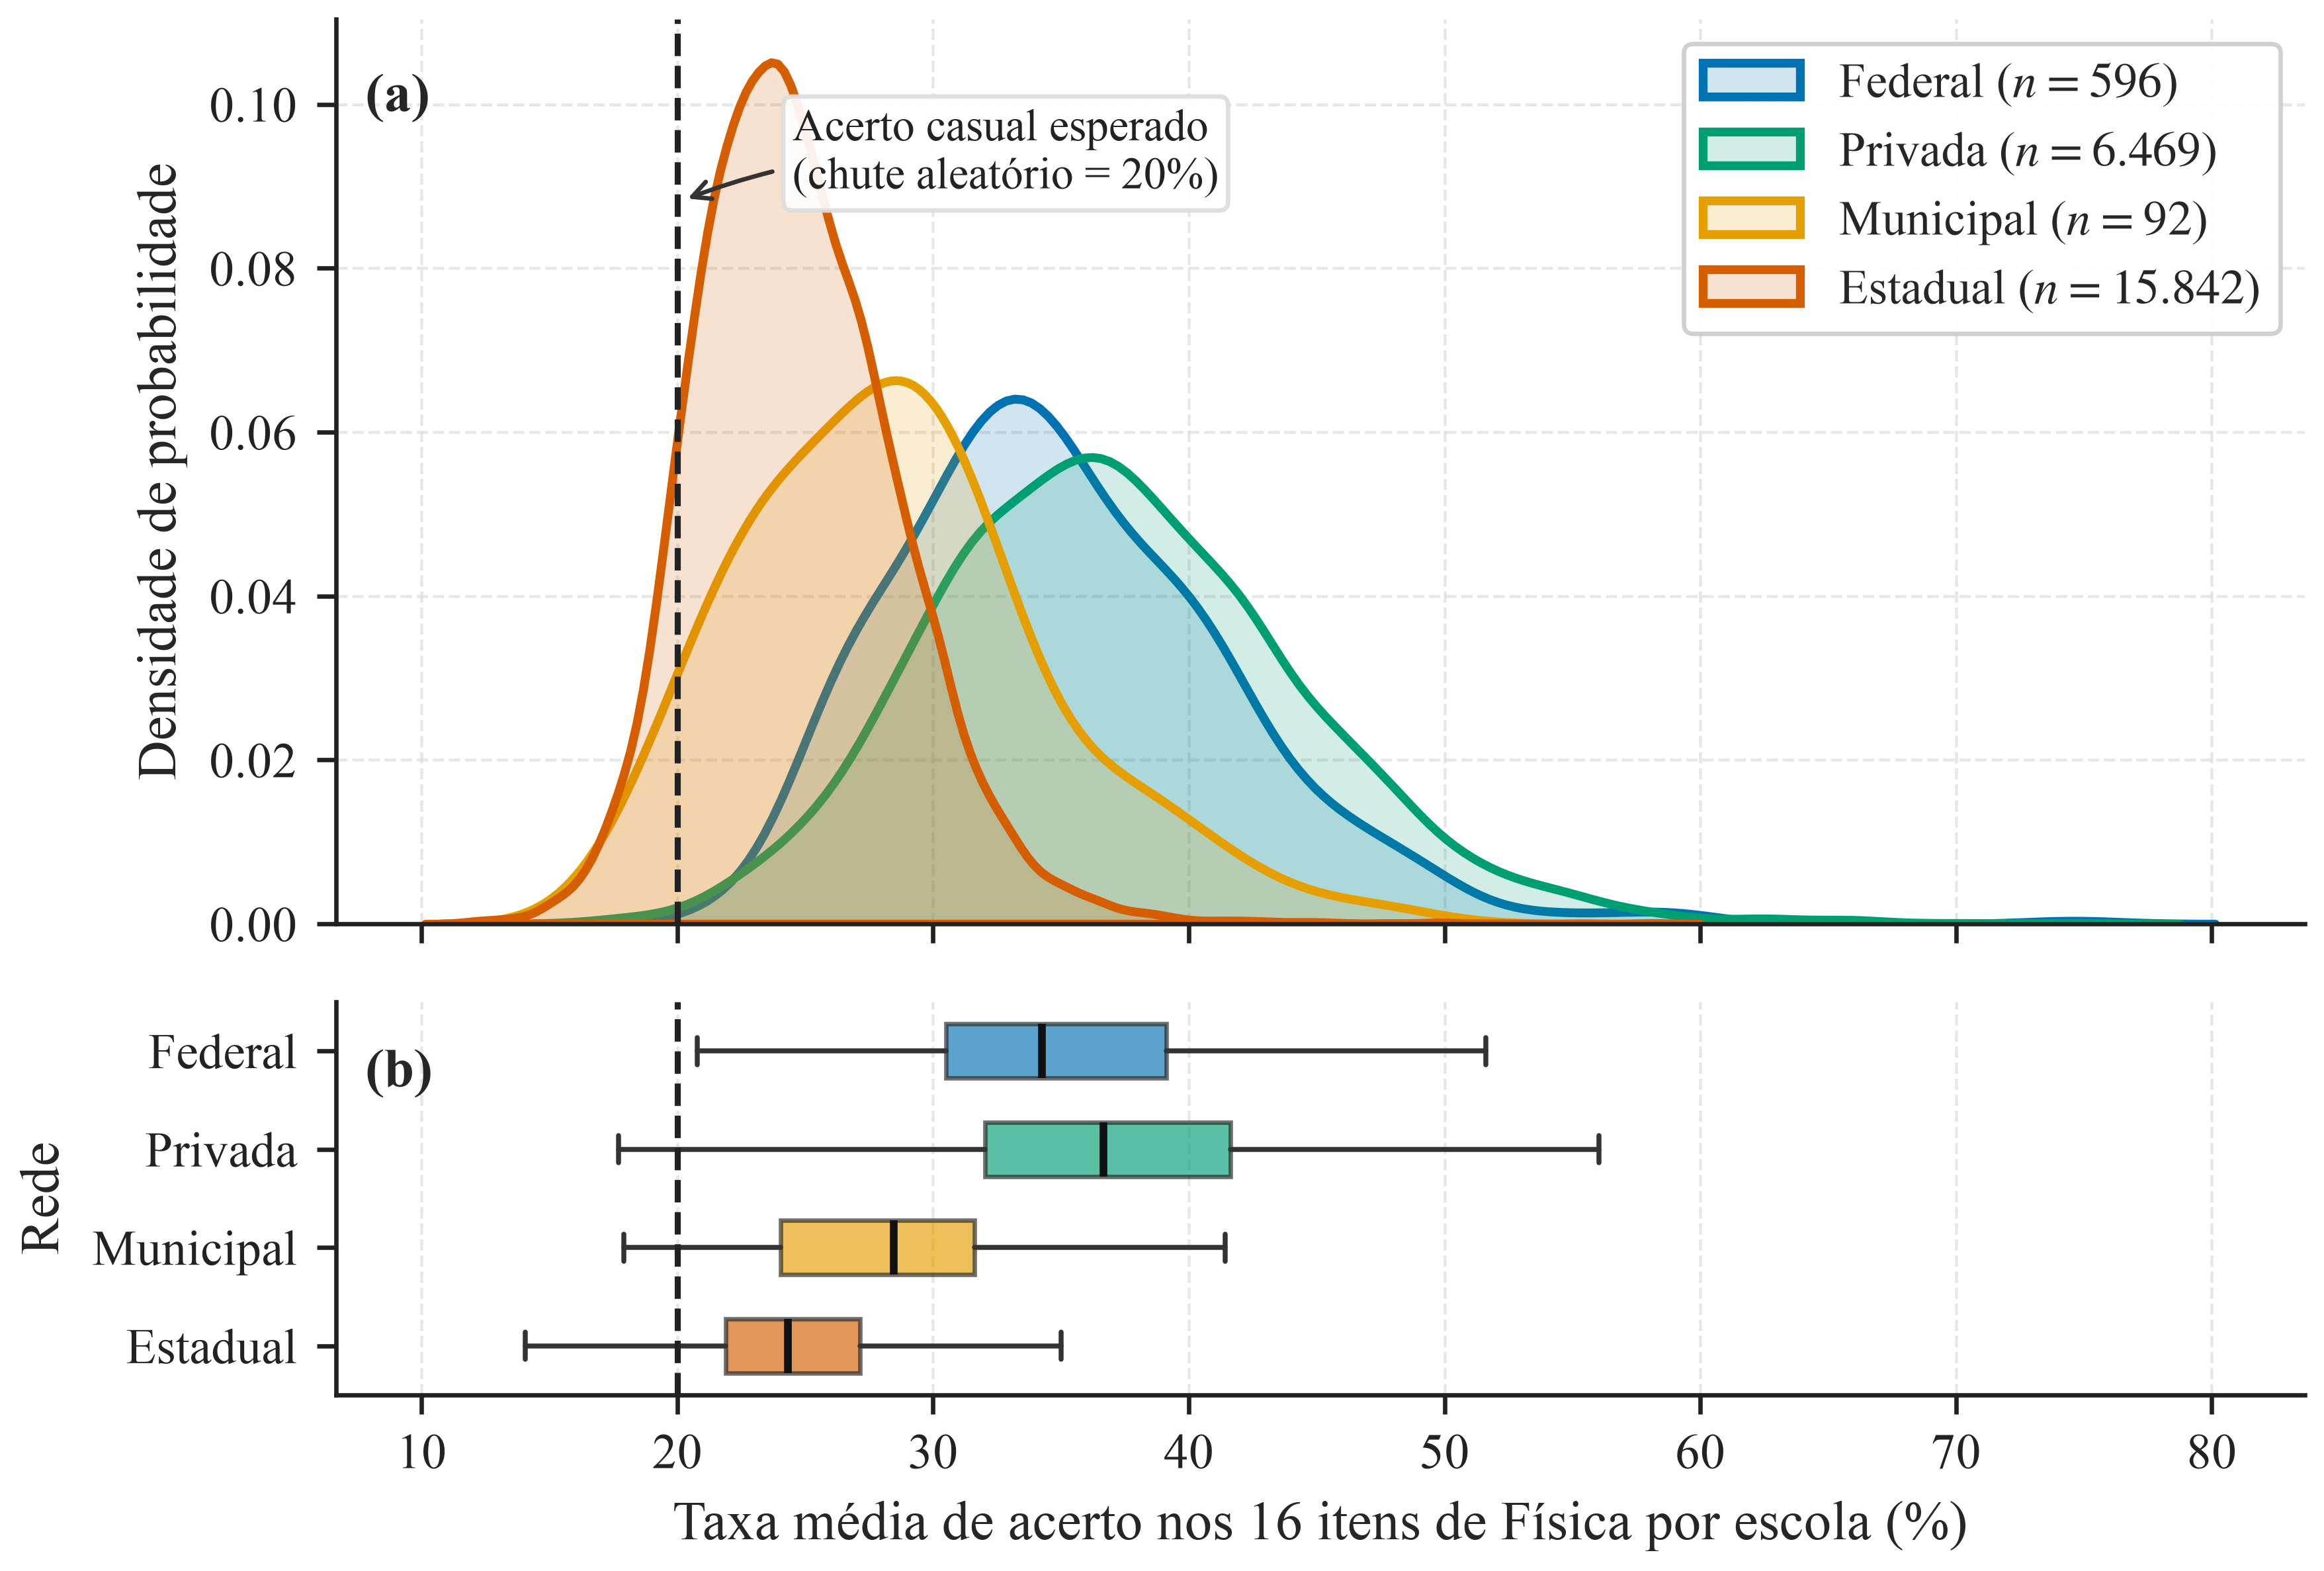 (a)
Acerto casual esperado
(chute aleatório = 20%)
Federal (n = 596)
Privada (n = 6.469)
Municipal (n = 92)
Estadual (n = 15.842)
Densidade de probabilidade
0.10
0.08
0.06
0.04
0.02
0.00
(b)
Rede
Federal
Privada
Municipal
Estadual
10 20 30 40 50 60 70 80
Taxa média de acerto nos 16 itens de Física por escola (%)